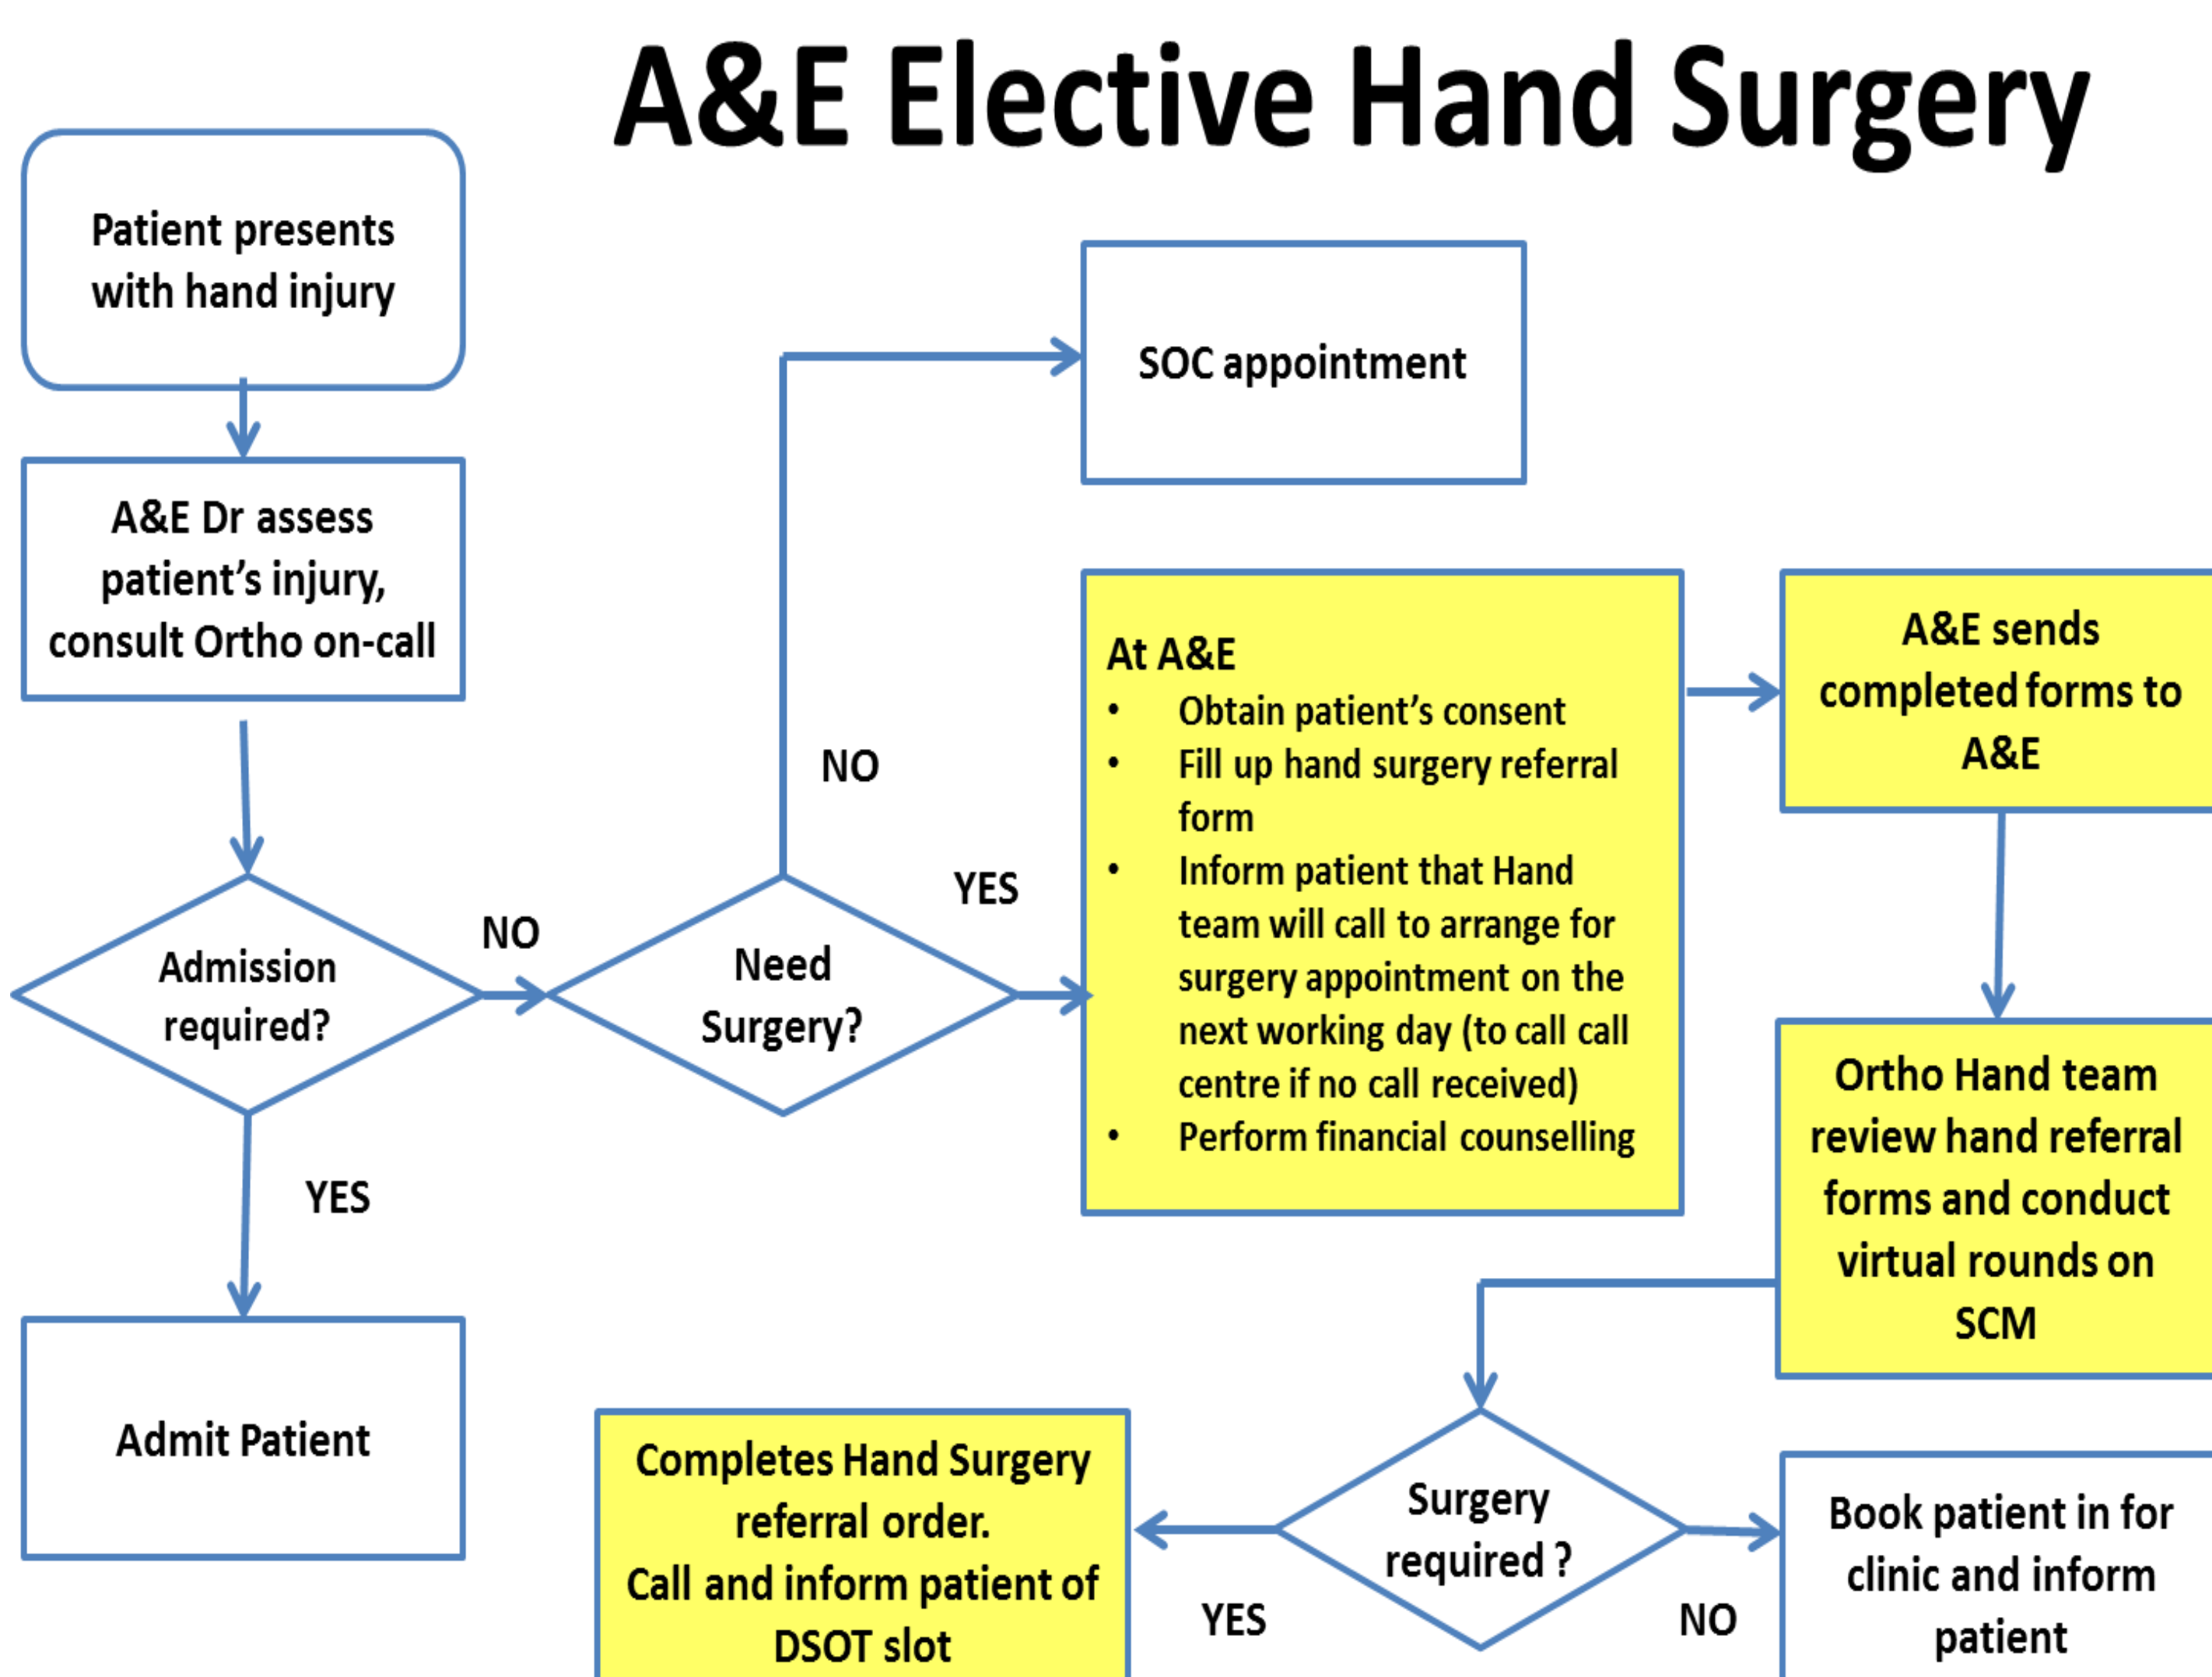 A&E Elective Hand Surgery
Patient presents
with hand injury
A&E Dr assess
patient's injury,
consult Ortho on-call
Admission
required?
NO
YES
Admit Patient
Need
Surgery?
NO
SOC appointment
YES
At A&E
• Obtain patient's consent
• Fill up hand surgery referral
form
• Inform patient that Hand
team will call to arrange for
surgery appointment on the
next working day (to call call
centre if no call received)
• Perform financial counselling
A&E sends
completed forms to
A&E
Ortho Hand team
review hand referral
forms and conduct
virtual rounds on
SCM
Surgery
required ?
YES
Completes Hand Surgery
referral order.
Call and inform patient of
DSOT slot
NO
Book patient in for
clinic and inform
patient